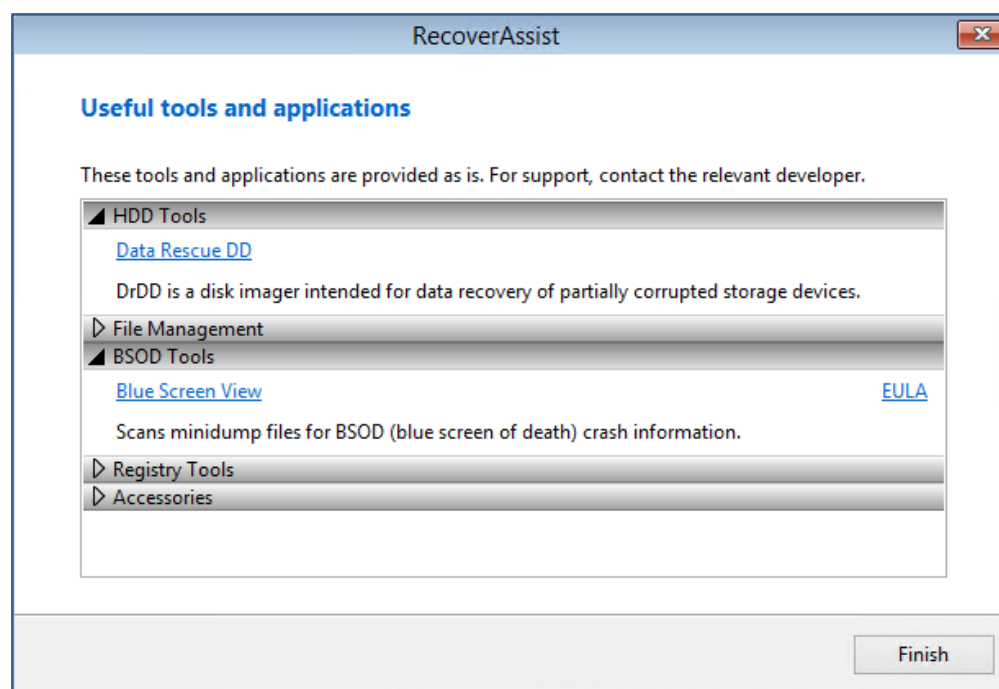 RecoverAssist
Useful tools and applications
These tools and applications are provided as is. For support, contact the relevant developer.
HDD Tools
Data Rescue DD
DrDD is a disk imager intended for data recovery of partially corrupted storage devices.
File Management
BSOD Tools
Blue Screen View EULA
Scans minidump files for BSOD (blue screen of death) crash information.
Registry Tools
Accessories
Finish